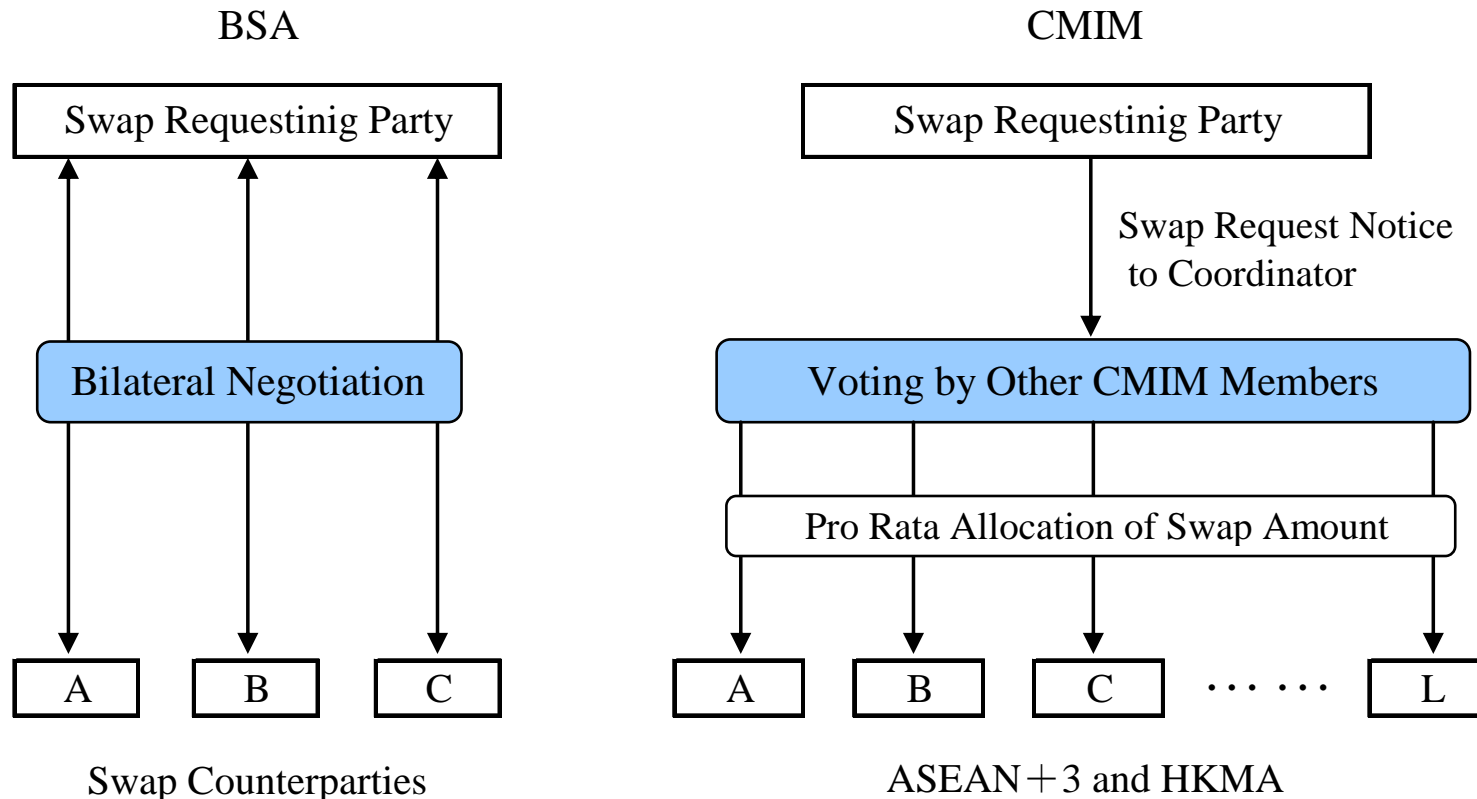 BSA
Swap Requestinig Party
Bilateral Negotiation
A
B
C
Swap Counterparties
CMIM
Swap Requestinig Party
Swap Request Notice
to Coordinator
Voting by Other CMIM Members
Pro Rata Allocation of Swap Amount
A
B
C
⋯ ⋯
L
ASEAN+3 and HKMA